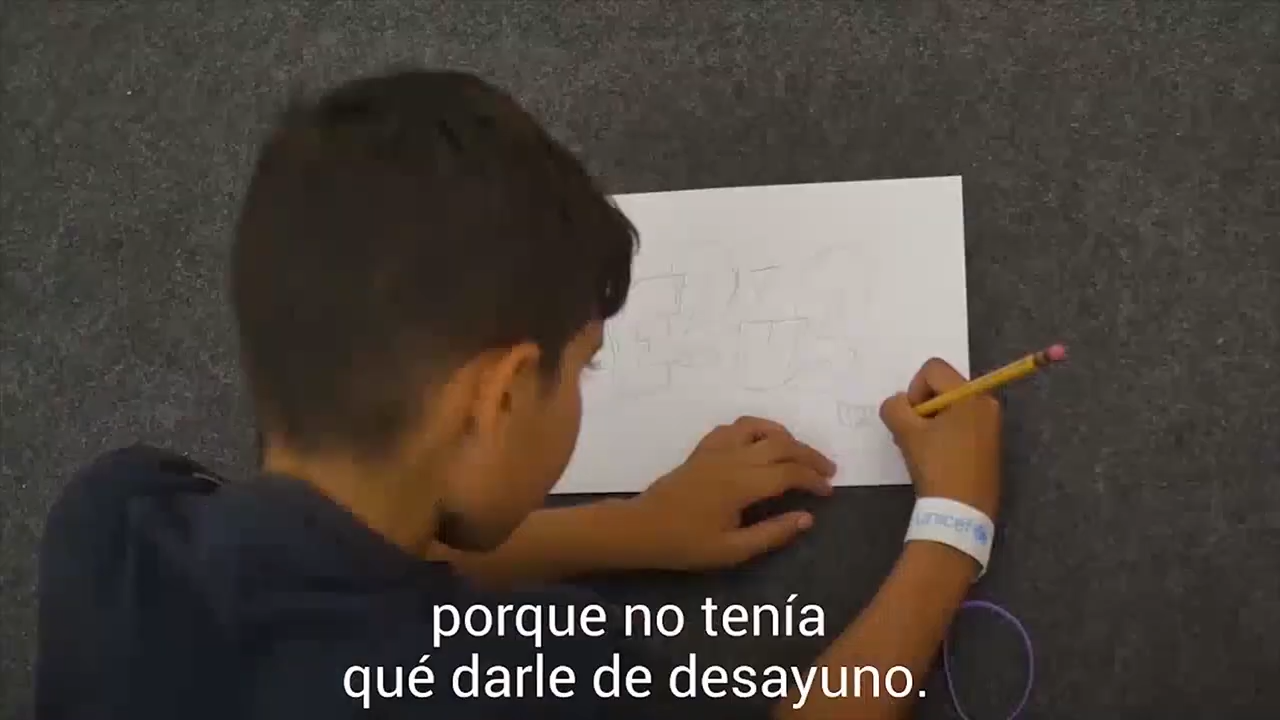 unicef
porque no tenía
qué darle de desayuno.